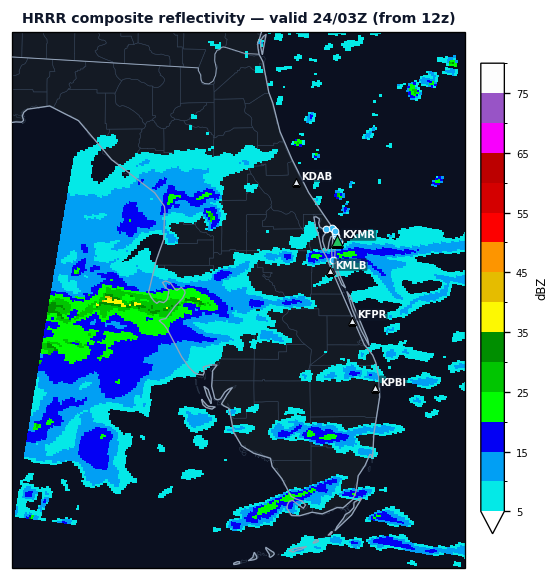 HRRR composite reflectivity — valid 24/03Z (from 12z)
KDAB
KXMR
KMLB
KFPR
KPBI
75
65
55
45
35
25
15
5
dBZ